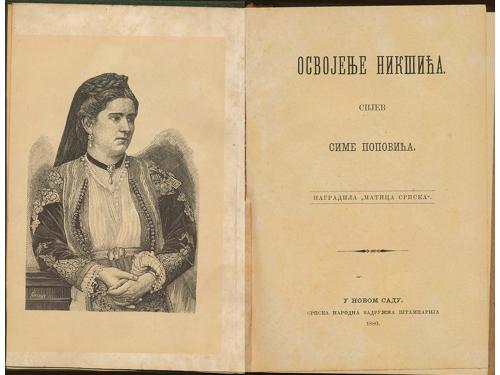 ОСВОЈЕЊЕ НИКШИЋА.
СПЈЕВ
СИМЕ ПОПОВИЋА.
НАГРАДИЛА „МАТИЦА СРПСКА“.
У НОВОМ САДУ,
СРПСКА НАРОДНА ЗАДРУЖНА ШТАМПАРИЈА
1880.